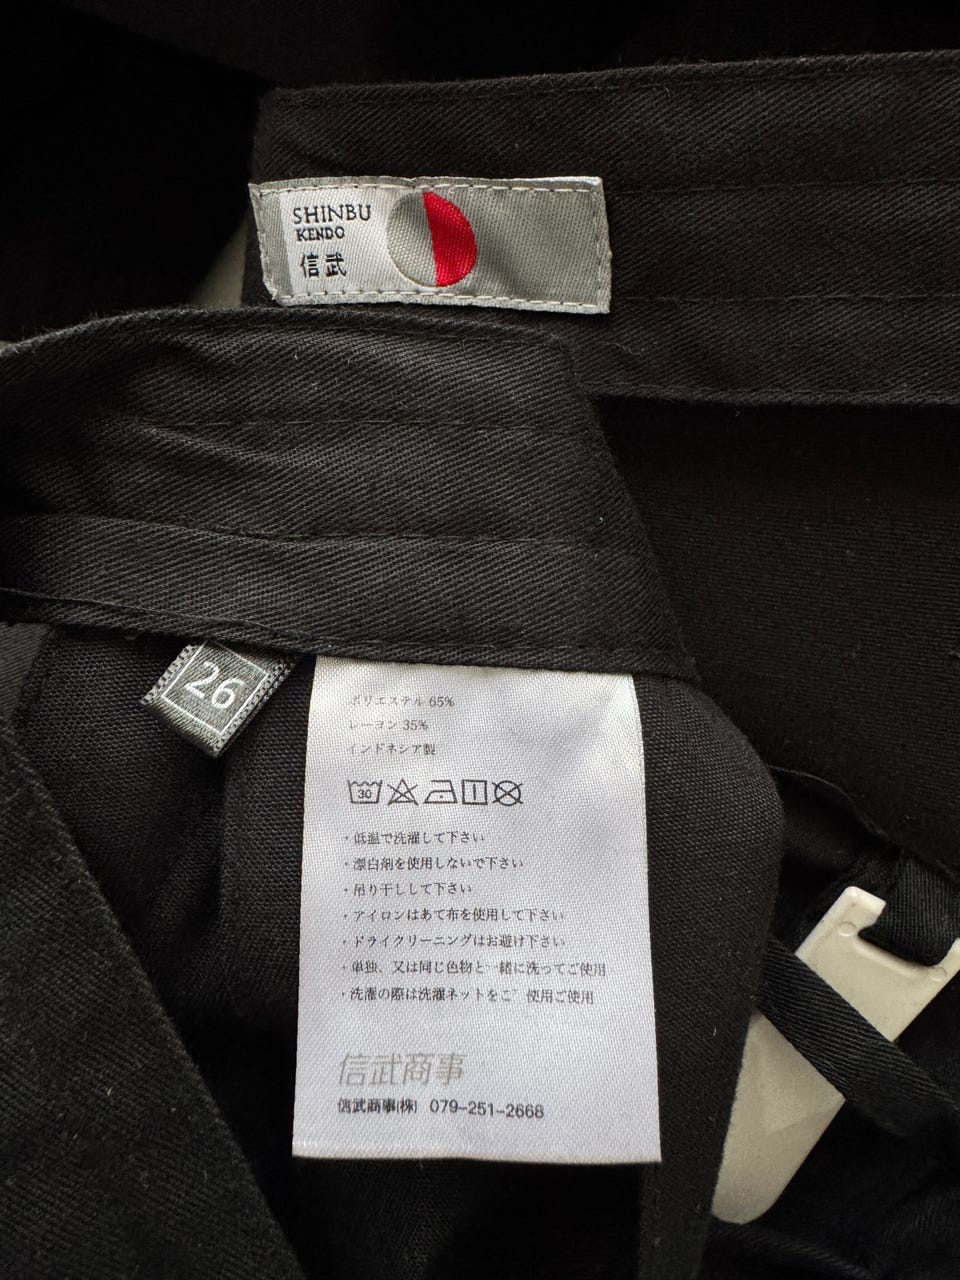 SHINBU
KENDO
信武
26
ポリエステル 65%
レーヨン 35%
インドネシア製
30
・低温で洗濯して下さい
・漂白剤を使用しないで下さい
・吊り干しして下さい
・アイロンはあて布を使用して下さい
・ドライクリーニングはお避け下さい
・単独、又は同じ色物と一緒に洗ってご使用
・洗濯の際は洗濯ネットをご使用ご使用
信武商事
信武商事(株) 079-251-2668